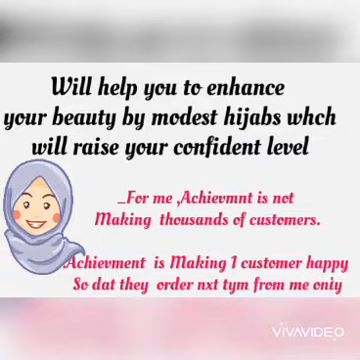 Will help you to enhance
your beauty by modest hijabs whch
will raise your confident level
_For me ,Achievmnt is not
Making thousands of customers.
.Achievment is Making 1 customer happy
So dat they order nxt tym from me oniy
VIVAVIDEO